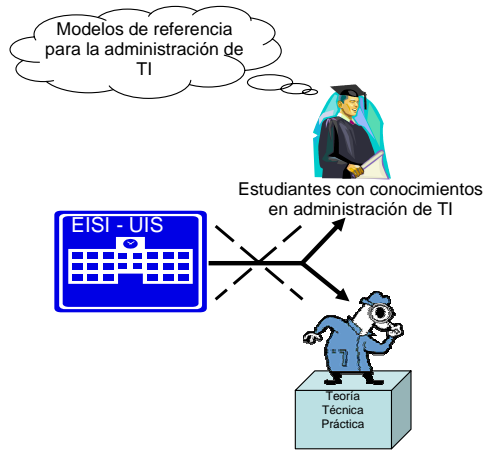 Modelos de referencia
para la administración de
TI
Estudiantes con conocimientos
en administración de TI
EISI - UIS
Teoría
Técnica
Práctica